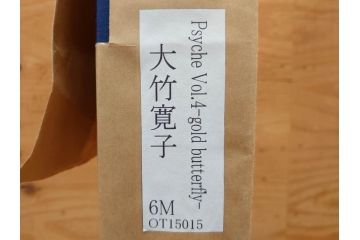 Psyche Vol.4-gold butterfly-
大竹寛子
6M
OT15015